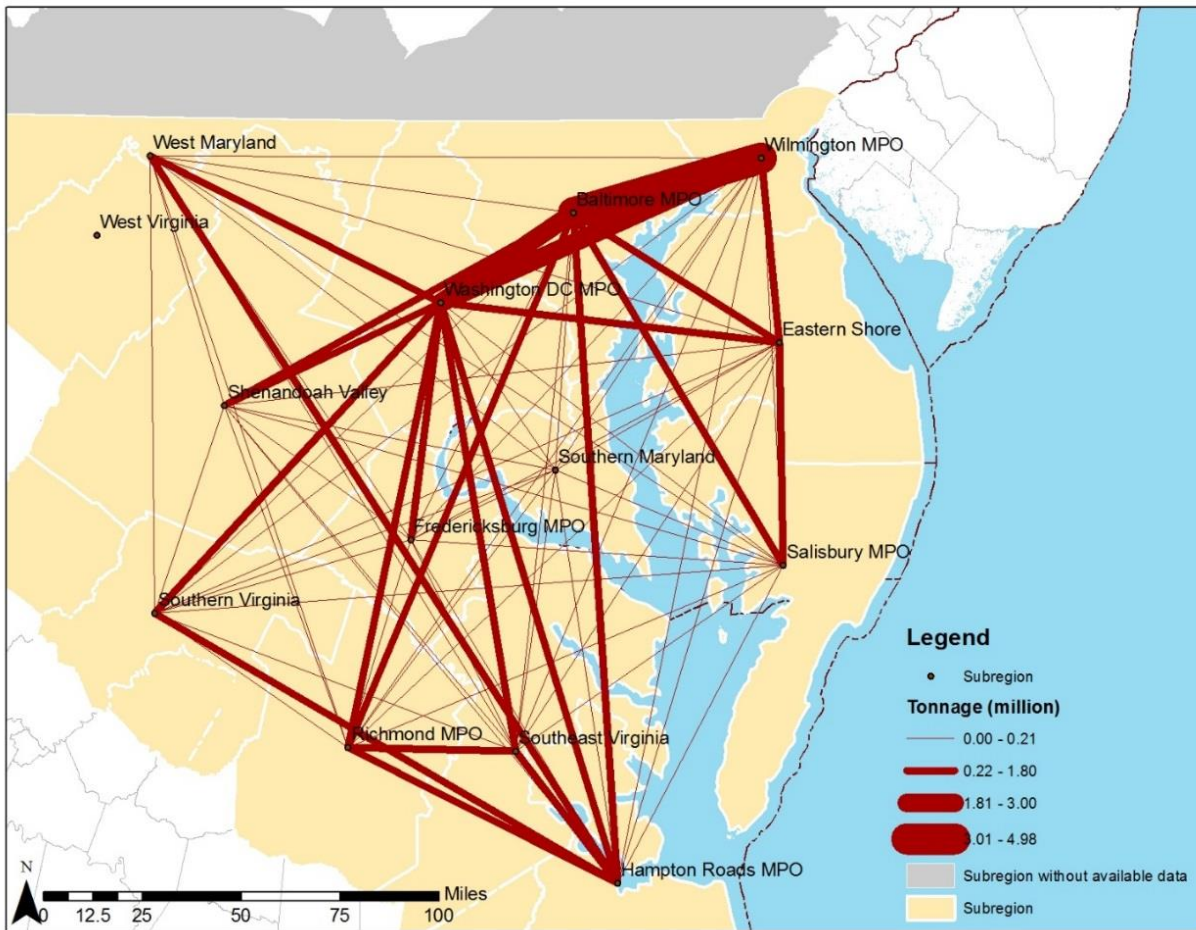 West Maryland
Wilmington MPO
Baltimore MPO
West Virginia
Washington DC MPO
Eastern Shore
Shenandoah Valley
Southern Maryland
Fredericksburg MPO
Salisbury MPO
Southern Virginia
Legend
Subregion
Tonnage (million)
Richmond MPO
Southeast Virginia
0.00 - 0.21
0.22 - 1.80
1.81 - 3.00
3.01 - 4.98
N
Hampton Roads MPO
Miles
Subregion without available data
0 12.5 25 50 75 100
Subregion